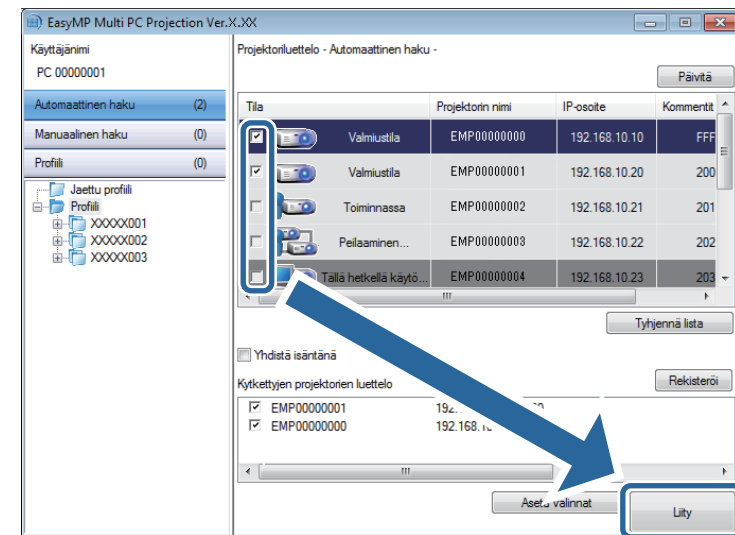 EasyMP Multi PC Projection Ver.X.XX
Käyttäjänimi
PC 00000001
Automaattinen haku (2)
Manuaalinen haku (0)
Profiili (0)
Jaettu profiili
Profiili
XXXXX001
XXXXX002
XXXXX003
Projektoriluettelo - Automaattinen haku -
Päivitä
Tila Projektorin nimi IP-osoite Kommentit
Valmiustila EMP00000000 192.168.10.10 FFF
Valmiustila EMP00000001 192.168.10.20 200
Toiminnassa EMP00000002 192.168.10.21 201
Peilaaminen... EMP00000003 192.168.10.22 202
Tällä hetkellä käytö... EMP00000004 192.168.10.23 203
Tyhjennä lista
Yhdistä isäntänä
Kytkettyjen projektorien luettelo
Rekisteröi
EMP00000001
EMP00000000 192.168.10
Aseta valinnat
Liity